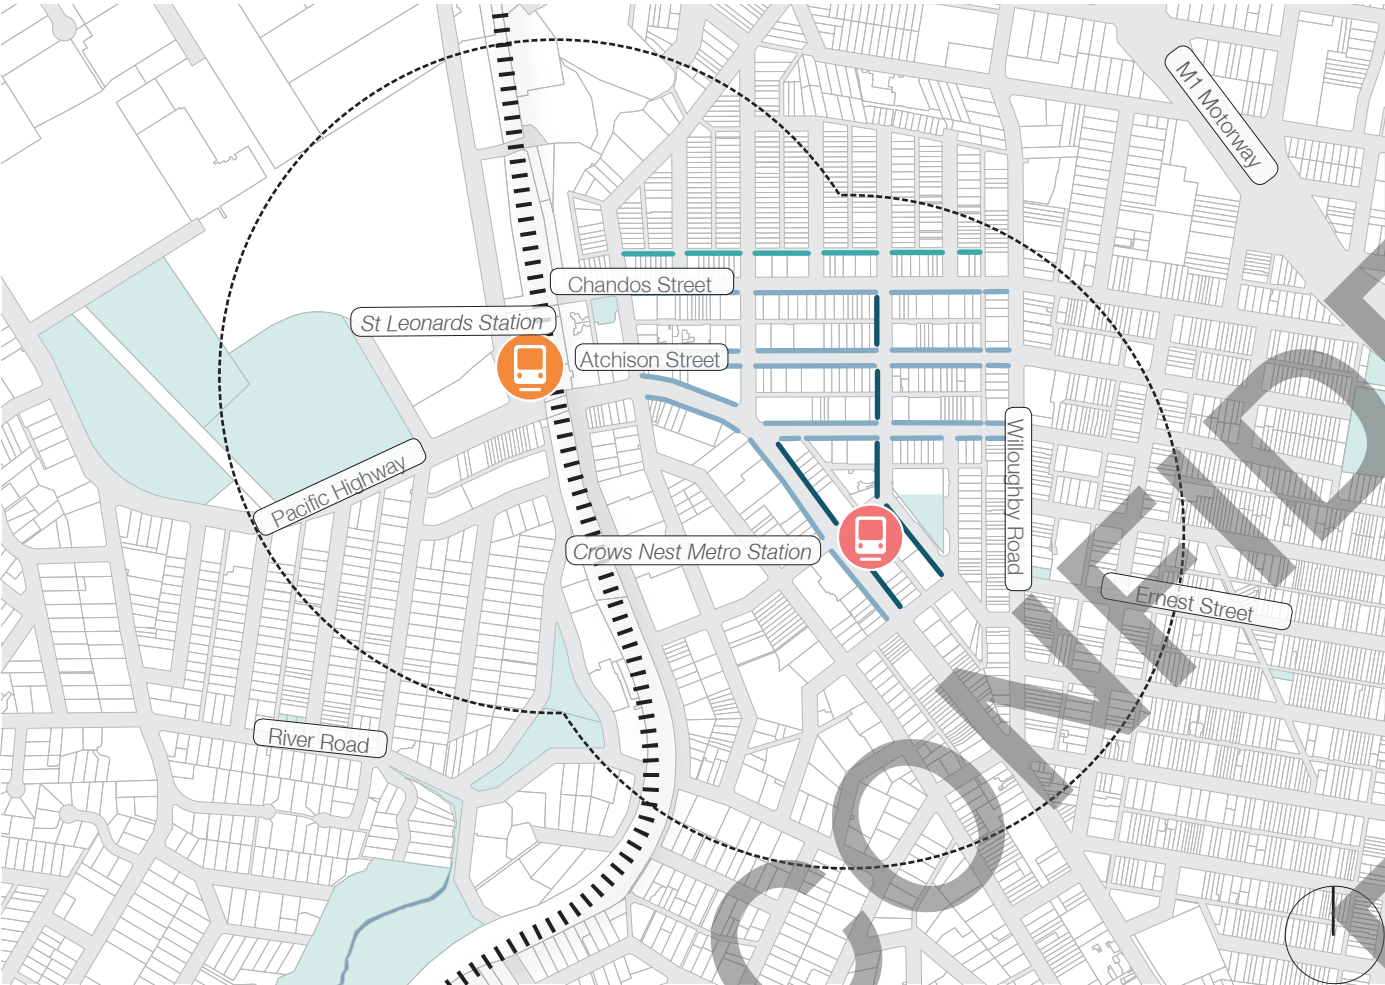 M1 Motorway
Chandos Street
St Leonards Station
Atchison Street
Pacific Highway
Willoughby Road
Crows Nest Metro Station
Ernest Street
River Road
CONFIDE